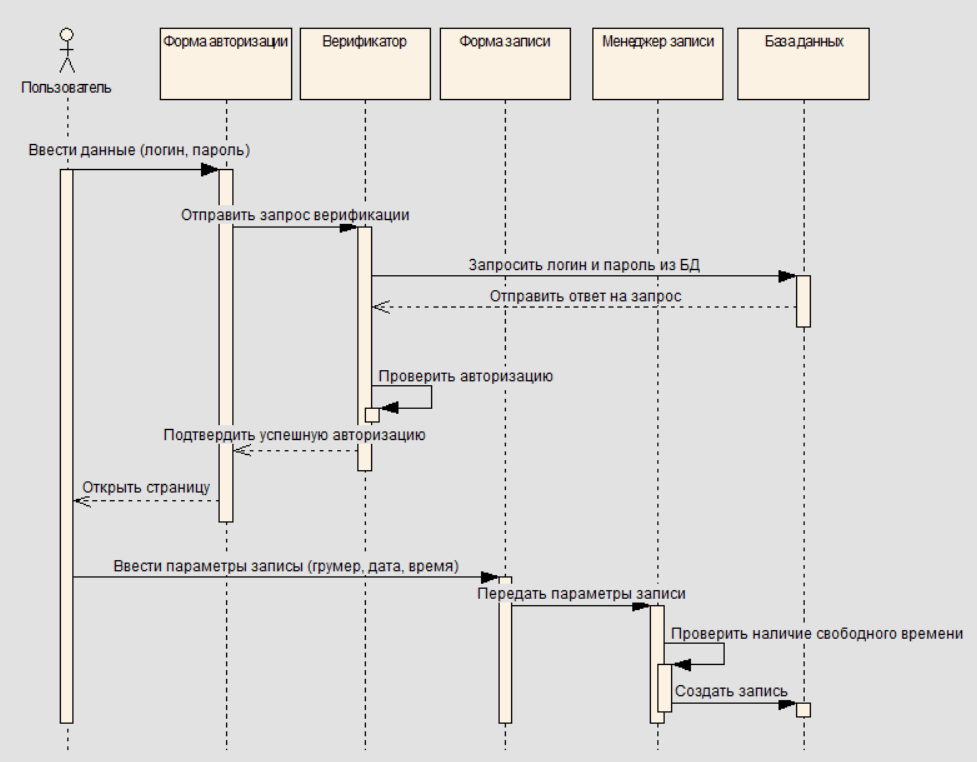 Форма авторизации
Верификатор
Форма записи
Менеджер записи
База данных
Пользователь
Ввести данные (логин, пароль)
Отправить запрос верификации
Запросить логин и пароль из БД
Отправить ответ на запрос
Проверить авторизацию
Подтвердить успешную авторизацию
Открыть страницу
Ввести параметры записи (грумер, дата, время)
Передать параметры записи
Проверить наличие свободного времени
Создать запись